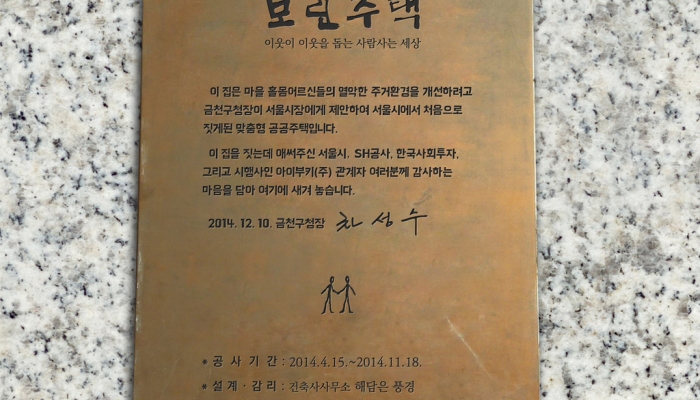 보린주택
이웃이 이웃을 돕는 사람사는 세상
이 집은 마을 홀몸어르신들의 열악한 주거환경을 개선하려고
금천구청장이 서울시장에게 제안하여 서울시에서 처음으로
짓게된 맞춤형 공공주택입니다.
이 집을 짓는데 애써주신 서울시, SH공사, 한국사회투자,
그리고 시행사인 아이부키(주) 관계자 여러분께 감사하는
마음을 담아 여기에 새겨 놓습니다.
2014. 12. 10. 금천구청장 차성수
* 공 사 기 간 : 2014.4.15.~2014.11.18.
* 설계·감리 : 건축사사무소 해담은 풍경